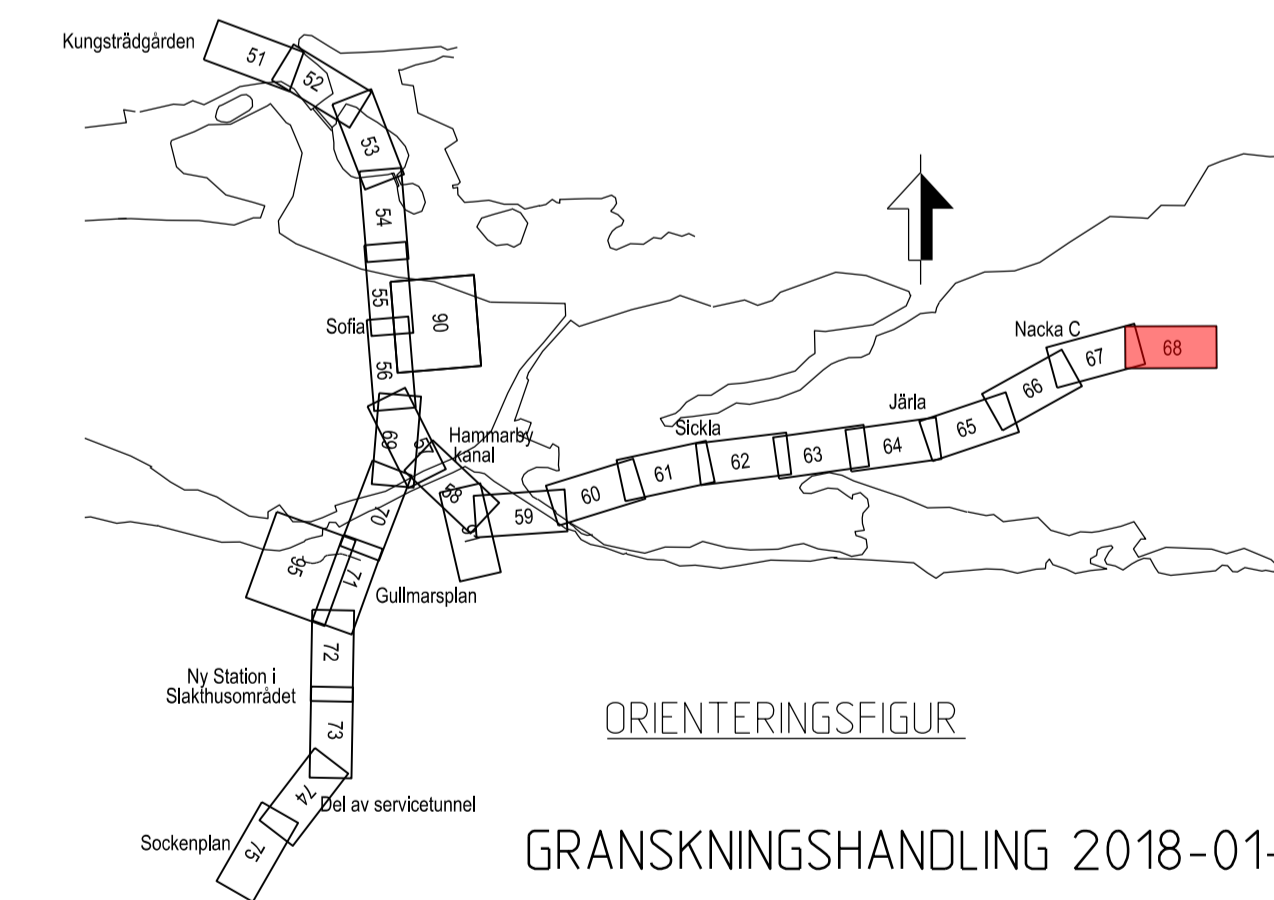 Kungsträdgården
51
52
53
54
55
90
Sofia
56
Nacka C
67
68
66
Järla
65
64
63
62
Sickla
61
60
59
Hammarby
kanal
69
57
58
70
95
71
Gullmarsplan
72
Ny Station i
Slakthusområdet
73
74
Del av servicetunnel
75
Sockenplan
ORIENTERINGSFIGUR
GRANSKNINGSHANDLING 2018-01-